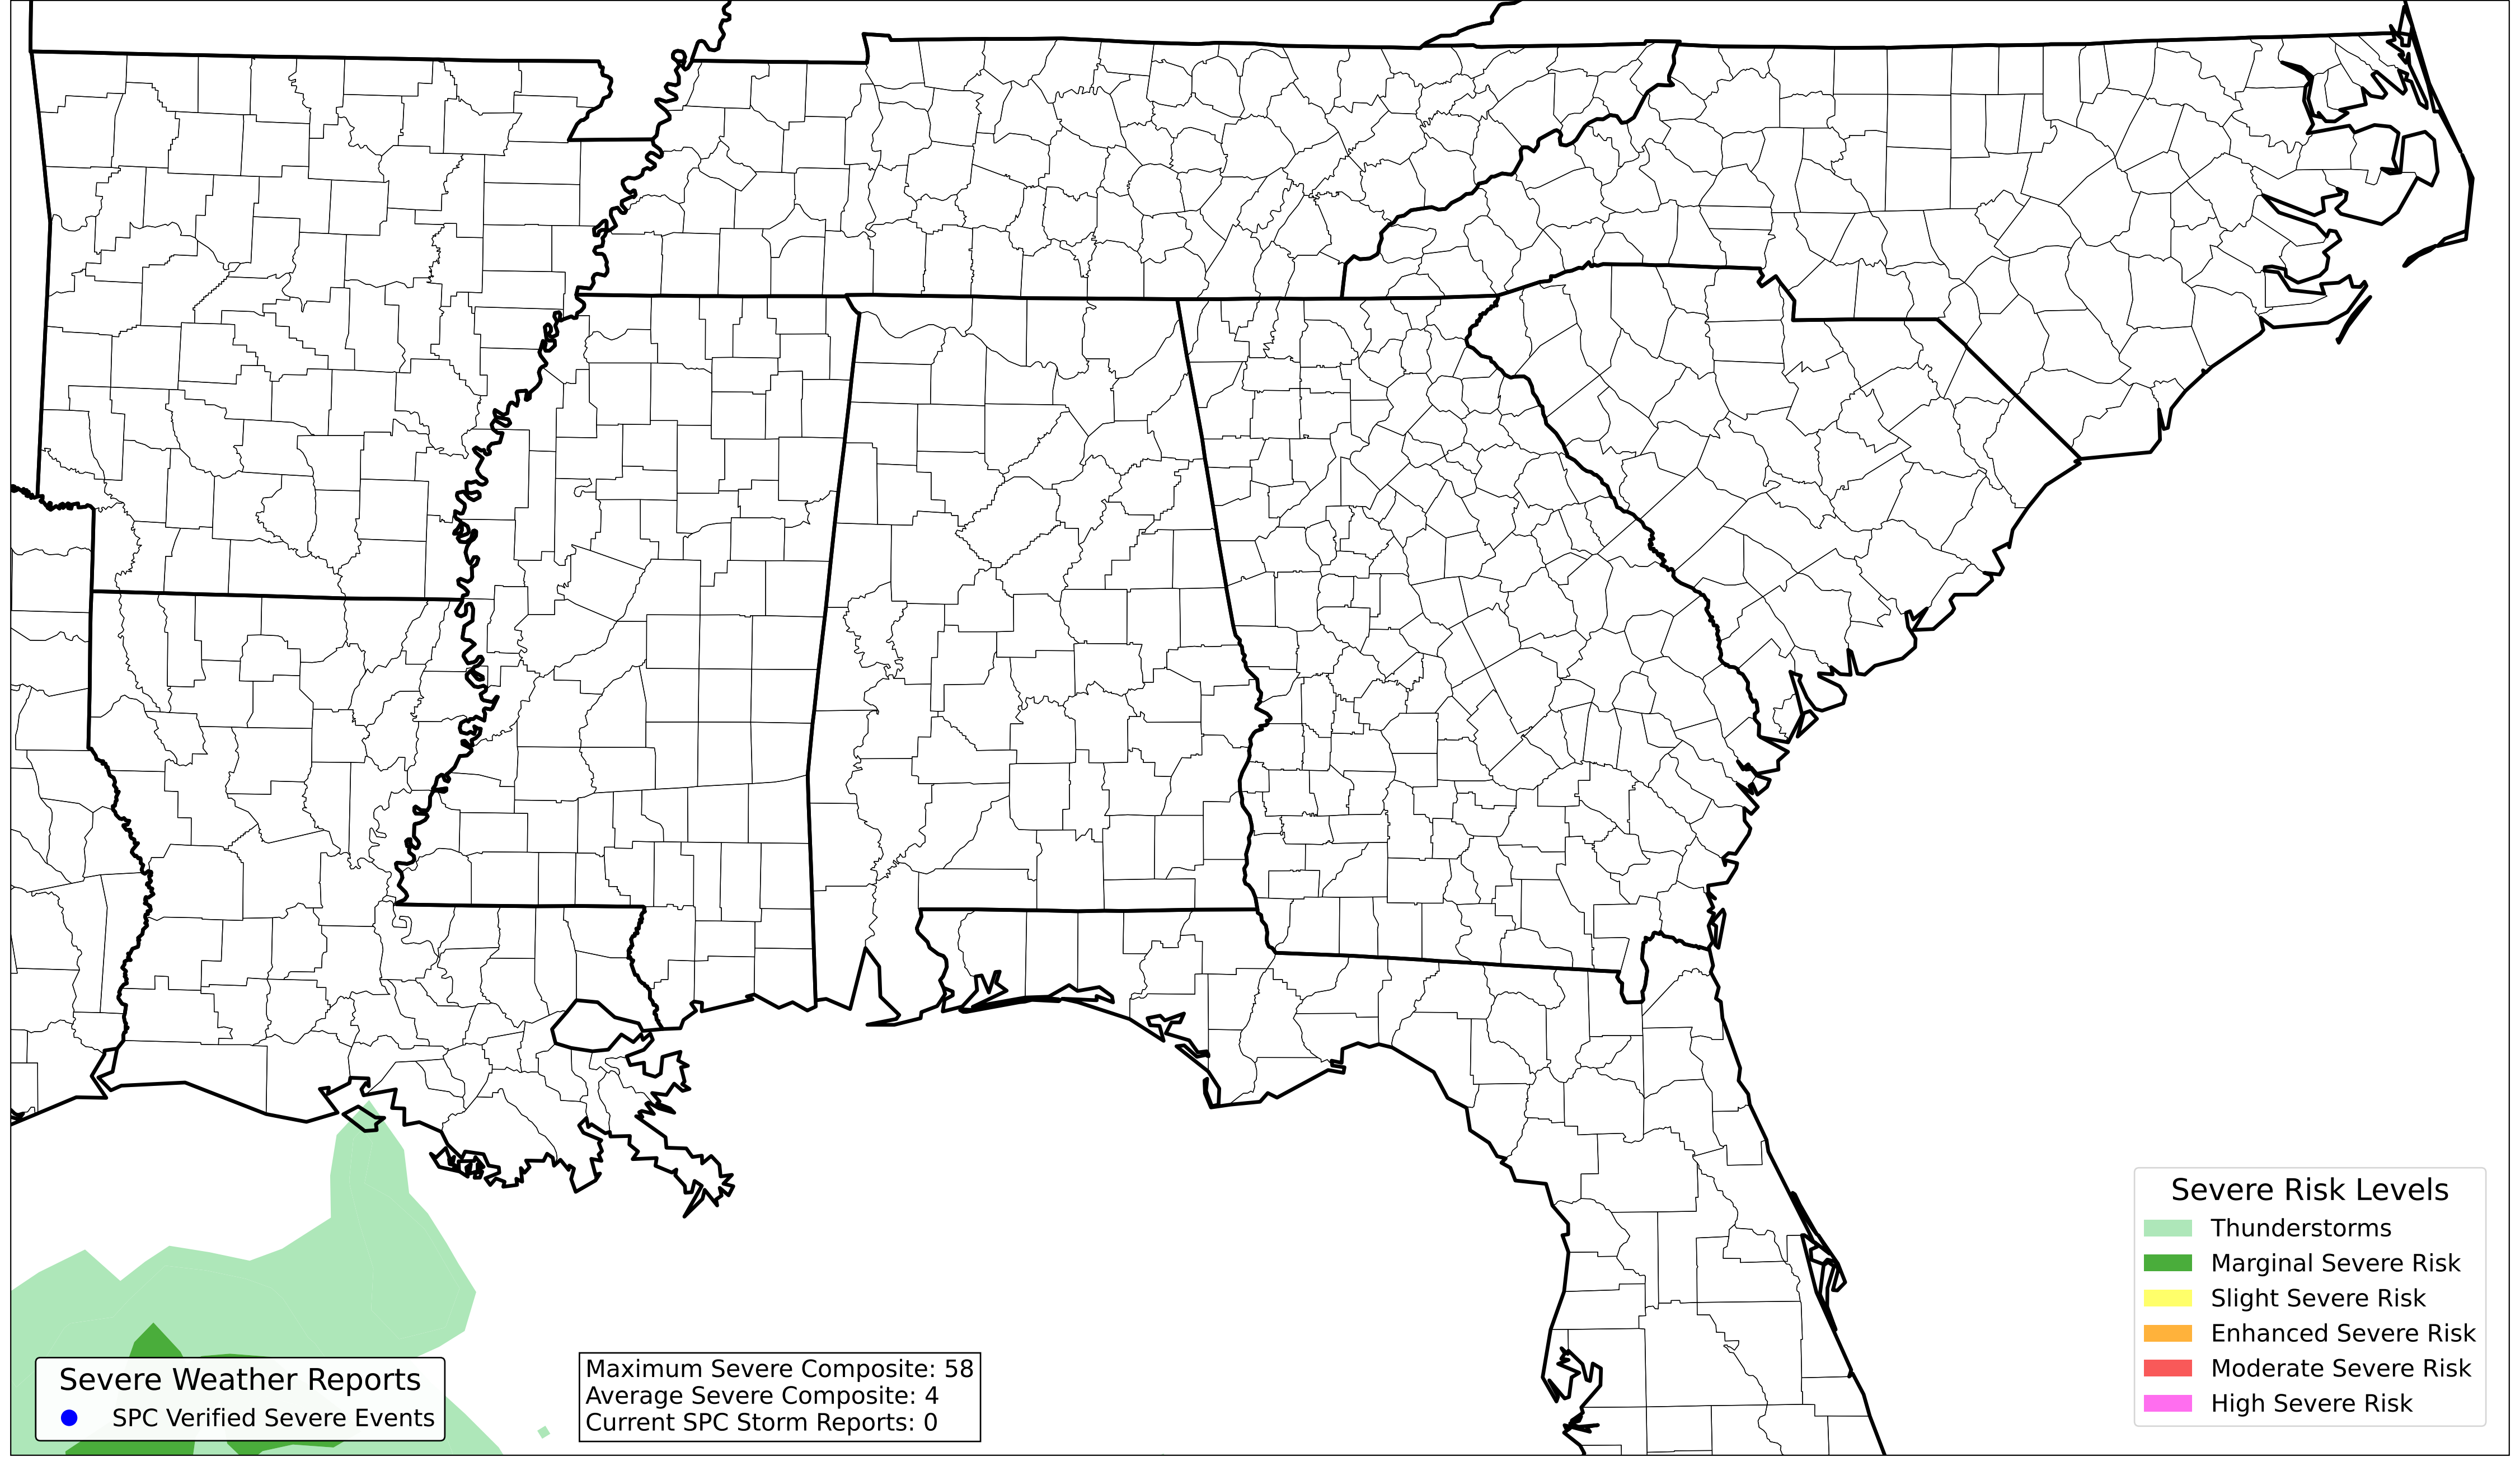 Severe Risk Levels
Thunderstorms
Marginal Severe Risk
Slight Severe Risk
Enhanced Severe Risk
Moderate Severe Risk
High Severe Risk
Severe Weather Reports
SPC Verified Severe Events
Maximum Severe Composite: 58
Average Severe Composite: 4
Current SPC Storm Reports: 0